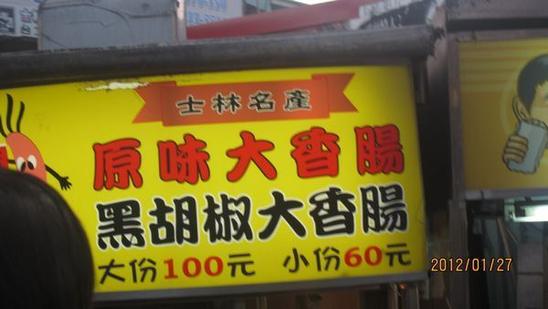 士林名產
原味大香腸
黑胡椒大香腸
大份100元 小份60元
2012/01/27